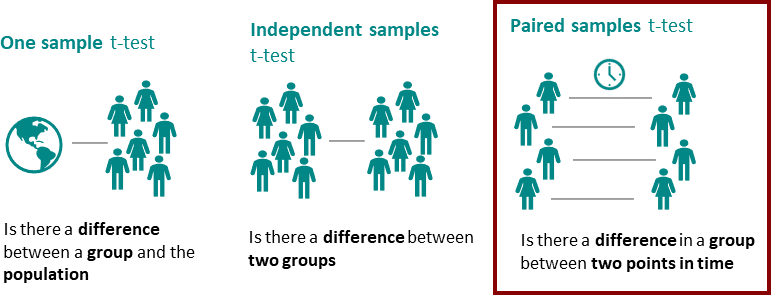 One sample t-test
Is there a difference
between a group and the
population
Independent samples
t-test
Is there a difference between
two groups
Paired samples t-test
Is there a difference in a group
between two points in time